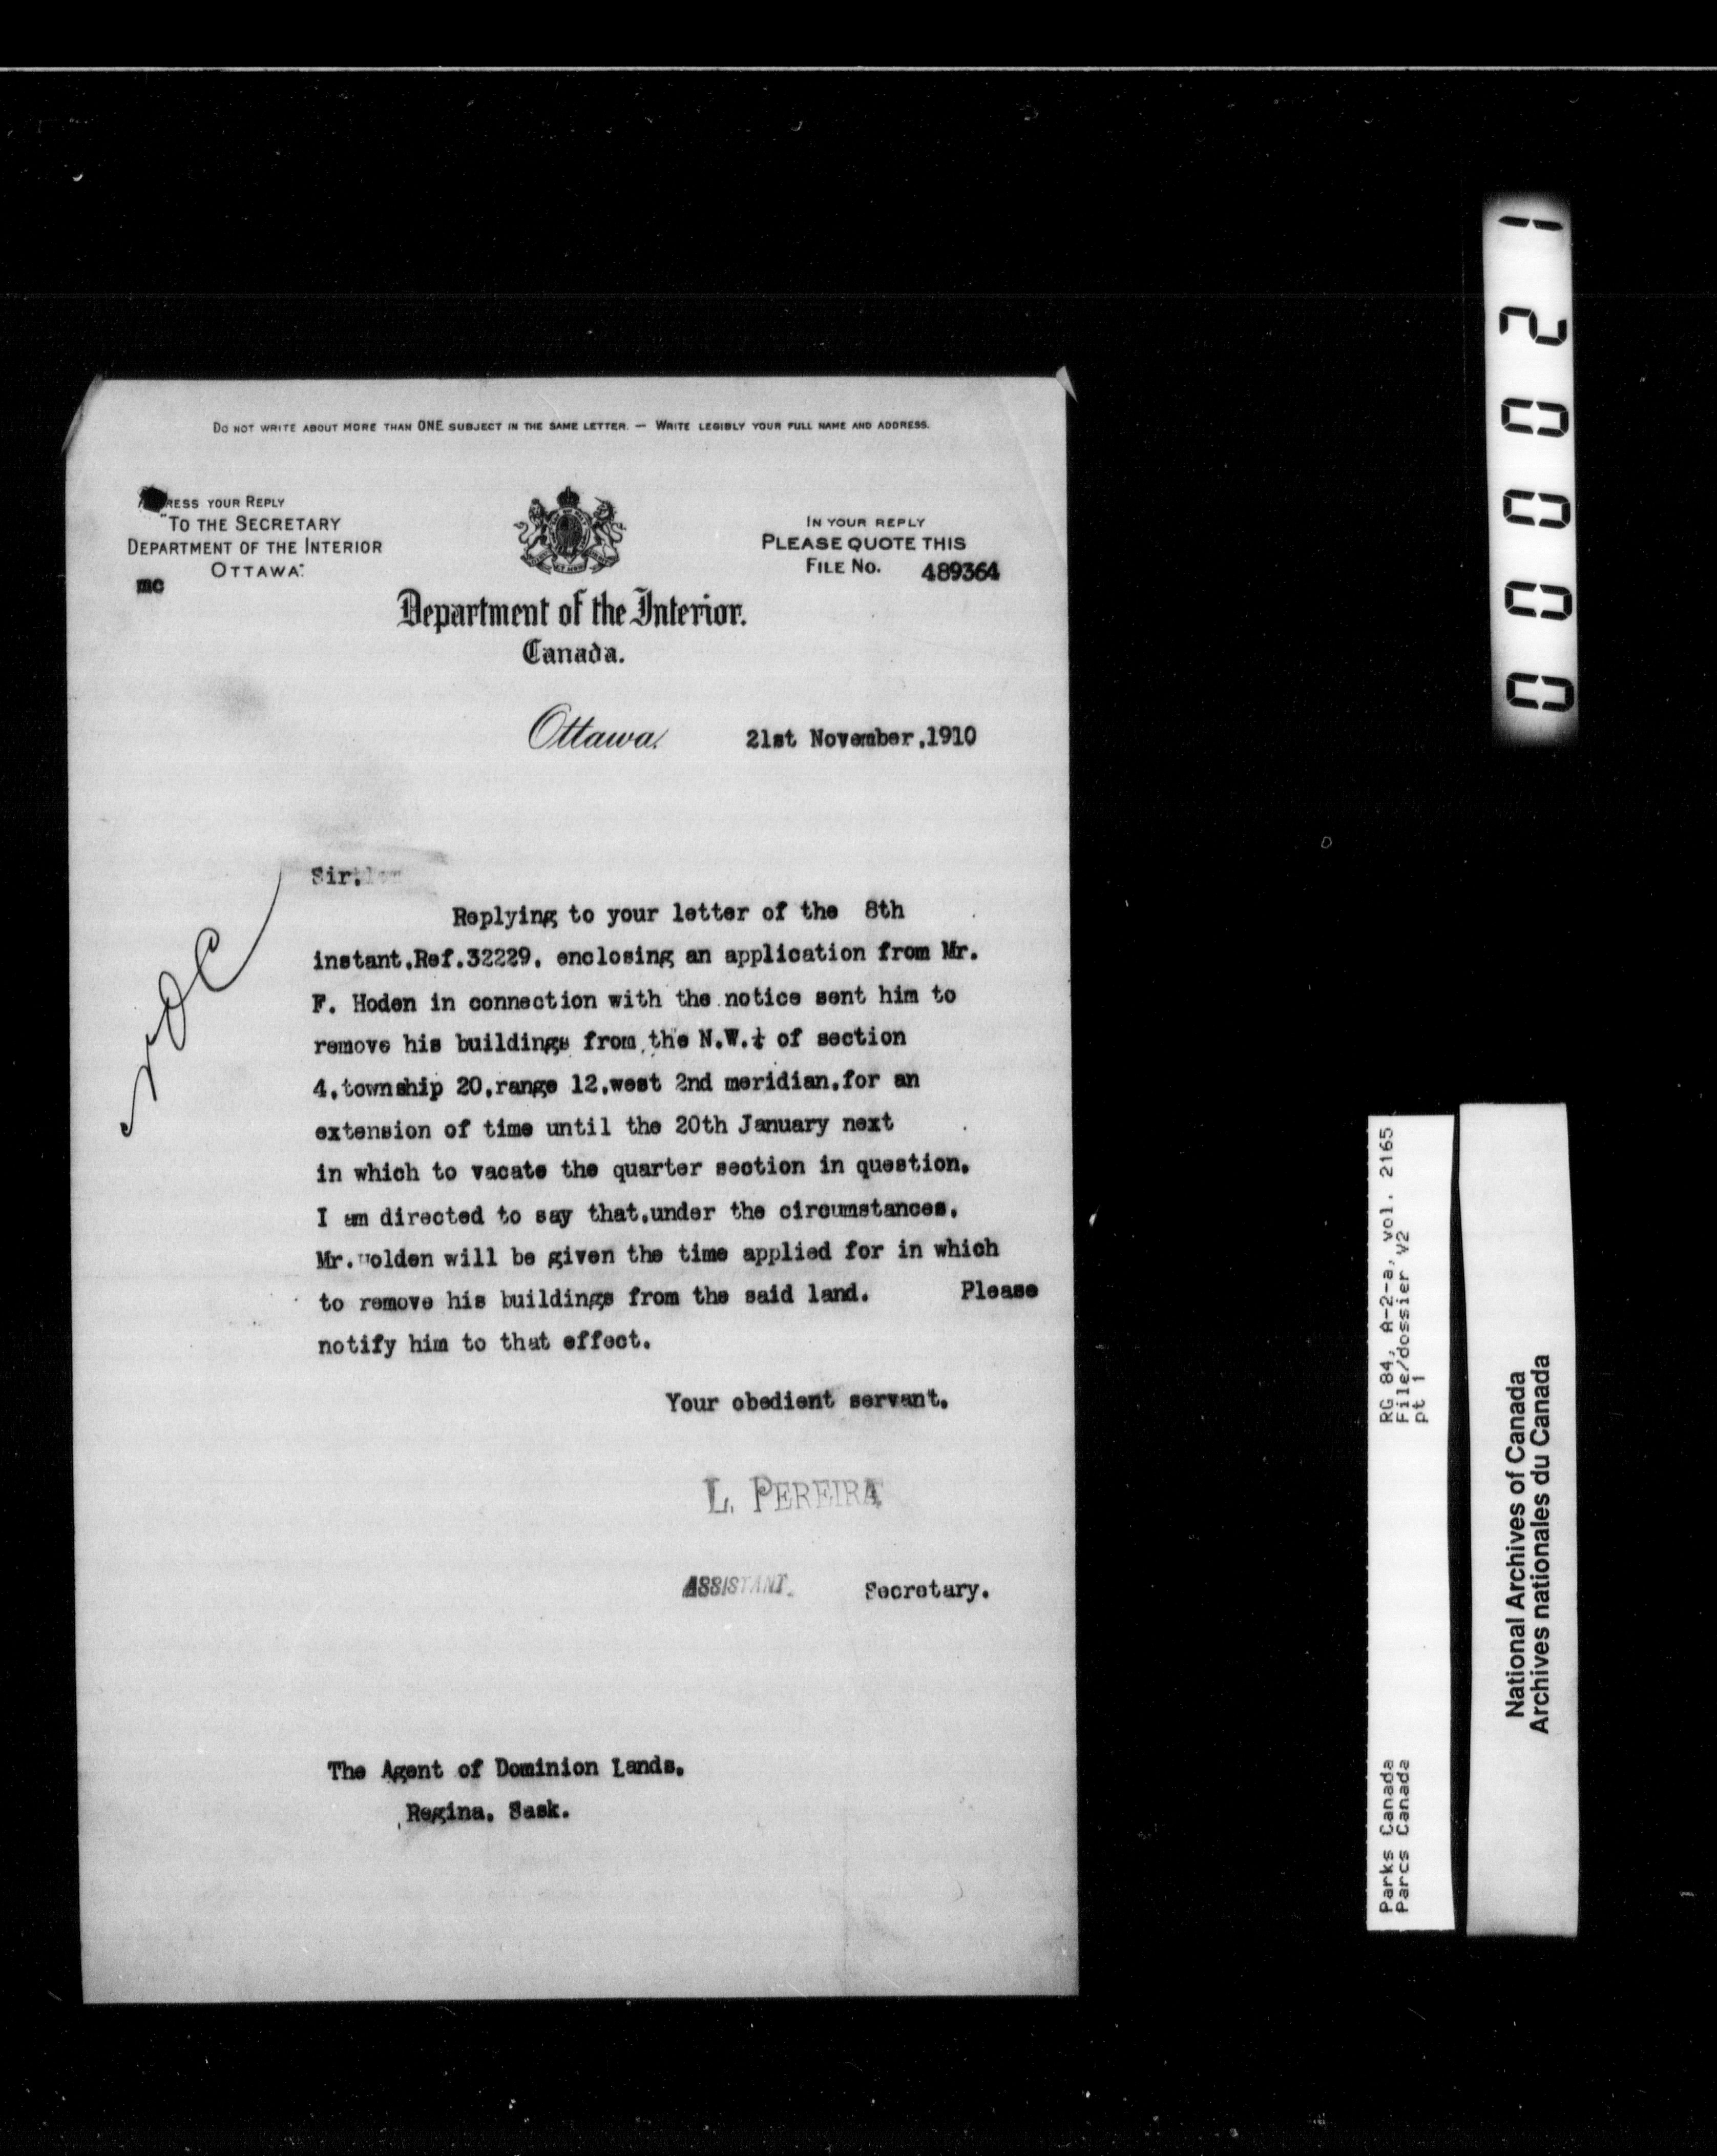 DO NOT WRITE ABOUT MORE THAN ONE SUBJECT IN THE SAME LETTER. — WRITE LEGIBLY YOUR FULL NAME AND ADDRESS.
RESS YOUR REPLY
"TO THE SECRETARY
DEPARTMENT OF THE INTERIOR
OTTAWA."
mc
IN YOUR REPLY
PLEASE QUOTE THIS
FILE NO. 489364
Department of the Interior.
Canada.
Ottawa, 21st November,1910
Sir,
Replying to your letter of the 8th
instant,Ref.32229, enclosing an application from Mr.
F. Hoden in connection with the notice sent him to
remove his buildings from the N.W.¼ of section
4,township 20,range 12,west 2nd meridian,for an
extension of time until the 20th January next
in which to vacate the quarter section in question,
I am directed to say that,under the circumstances,
Mr. olden will be given the time applied for in which
to remove his buildings from the said land. Please
notify him to that effect.
Your obedient servant,
L. PEREIRA
ASSISTANT. Secretary.
The Agent of Dominion Lands,
Regina, Sask.
000021
RG 84, A-2-a, vol. 2165
File/dossier V2
pt 1
Parks Canada
Parcs Canada
National Archives of Canada
Archives nationales du Canada